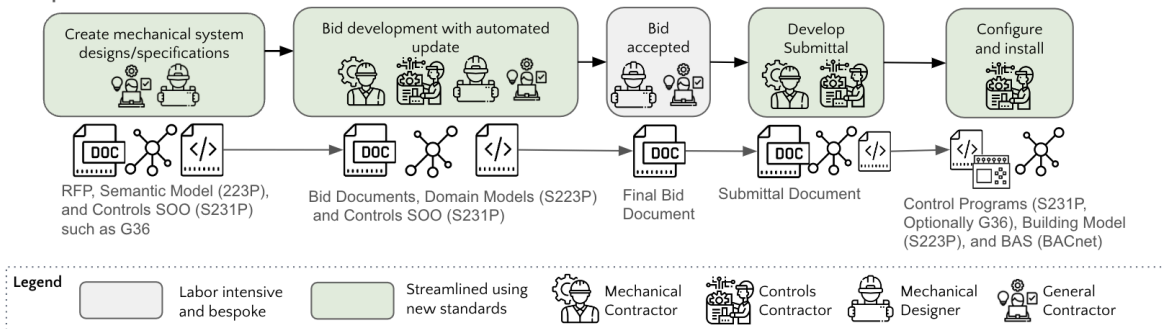 Create mechanical system
designs/specifications
Bid development with automated
update
Bid
accepted
Develop
Submittal
Configure
and install
DOC
</>
DOC
</>
DOC
DOC
</>
</>
RFP, Semantic Model (223P),
and Controls SOO (S231P)
such as G36
Bid Documents, Domain Models (S223P)
and Controls SOO (S231P)
Final Bid
Document
Submittal Document
Control Programs (S231P,
Optionally G36), Building Model
(S223P), and BAS (BACnet)
Legend
Labor intensive
and bespoke
Streamlined using
new standards
Mechanical
Contractor
Controls
Contractor
Mechanical
Designer
General
Contractor